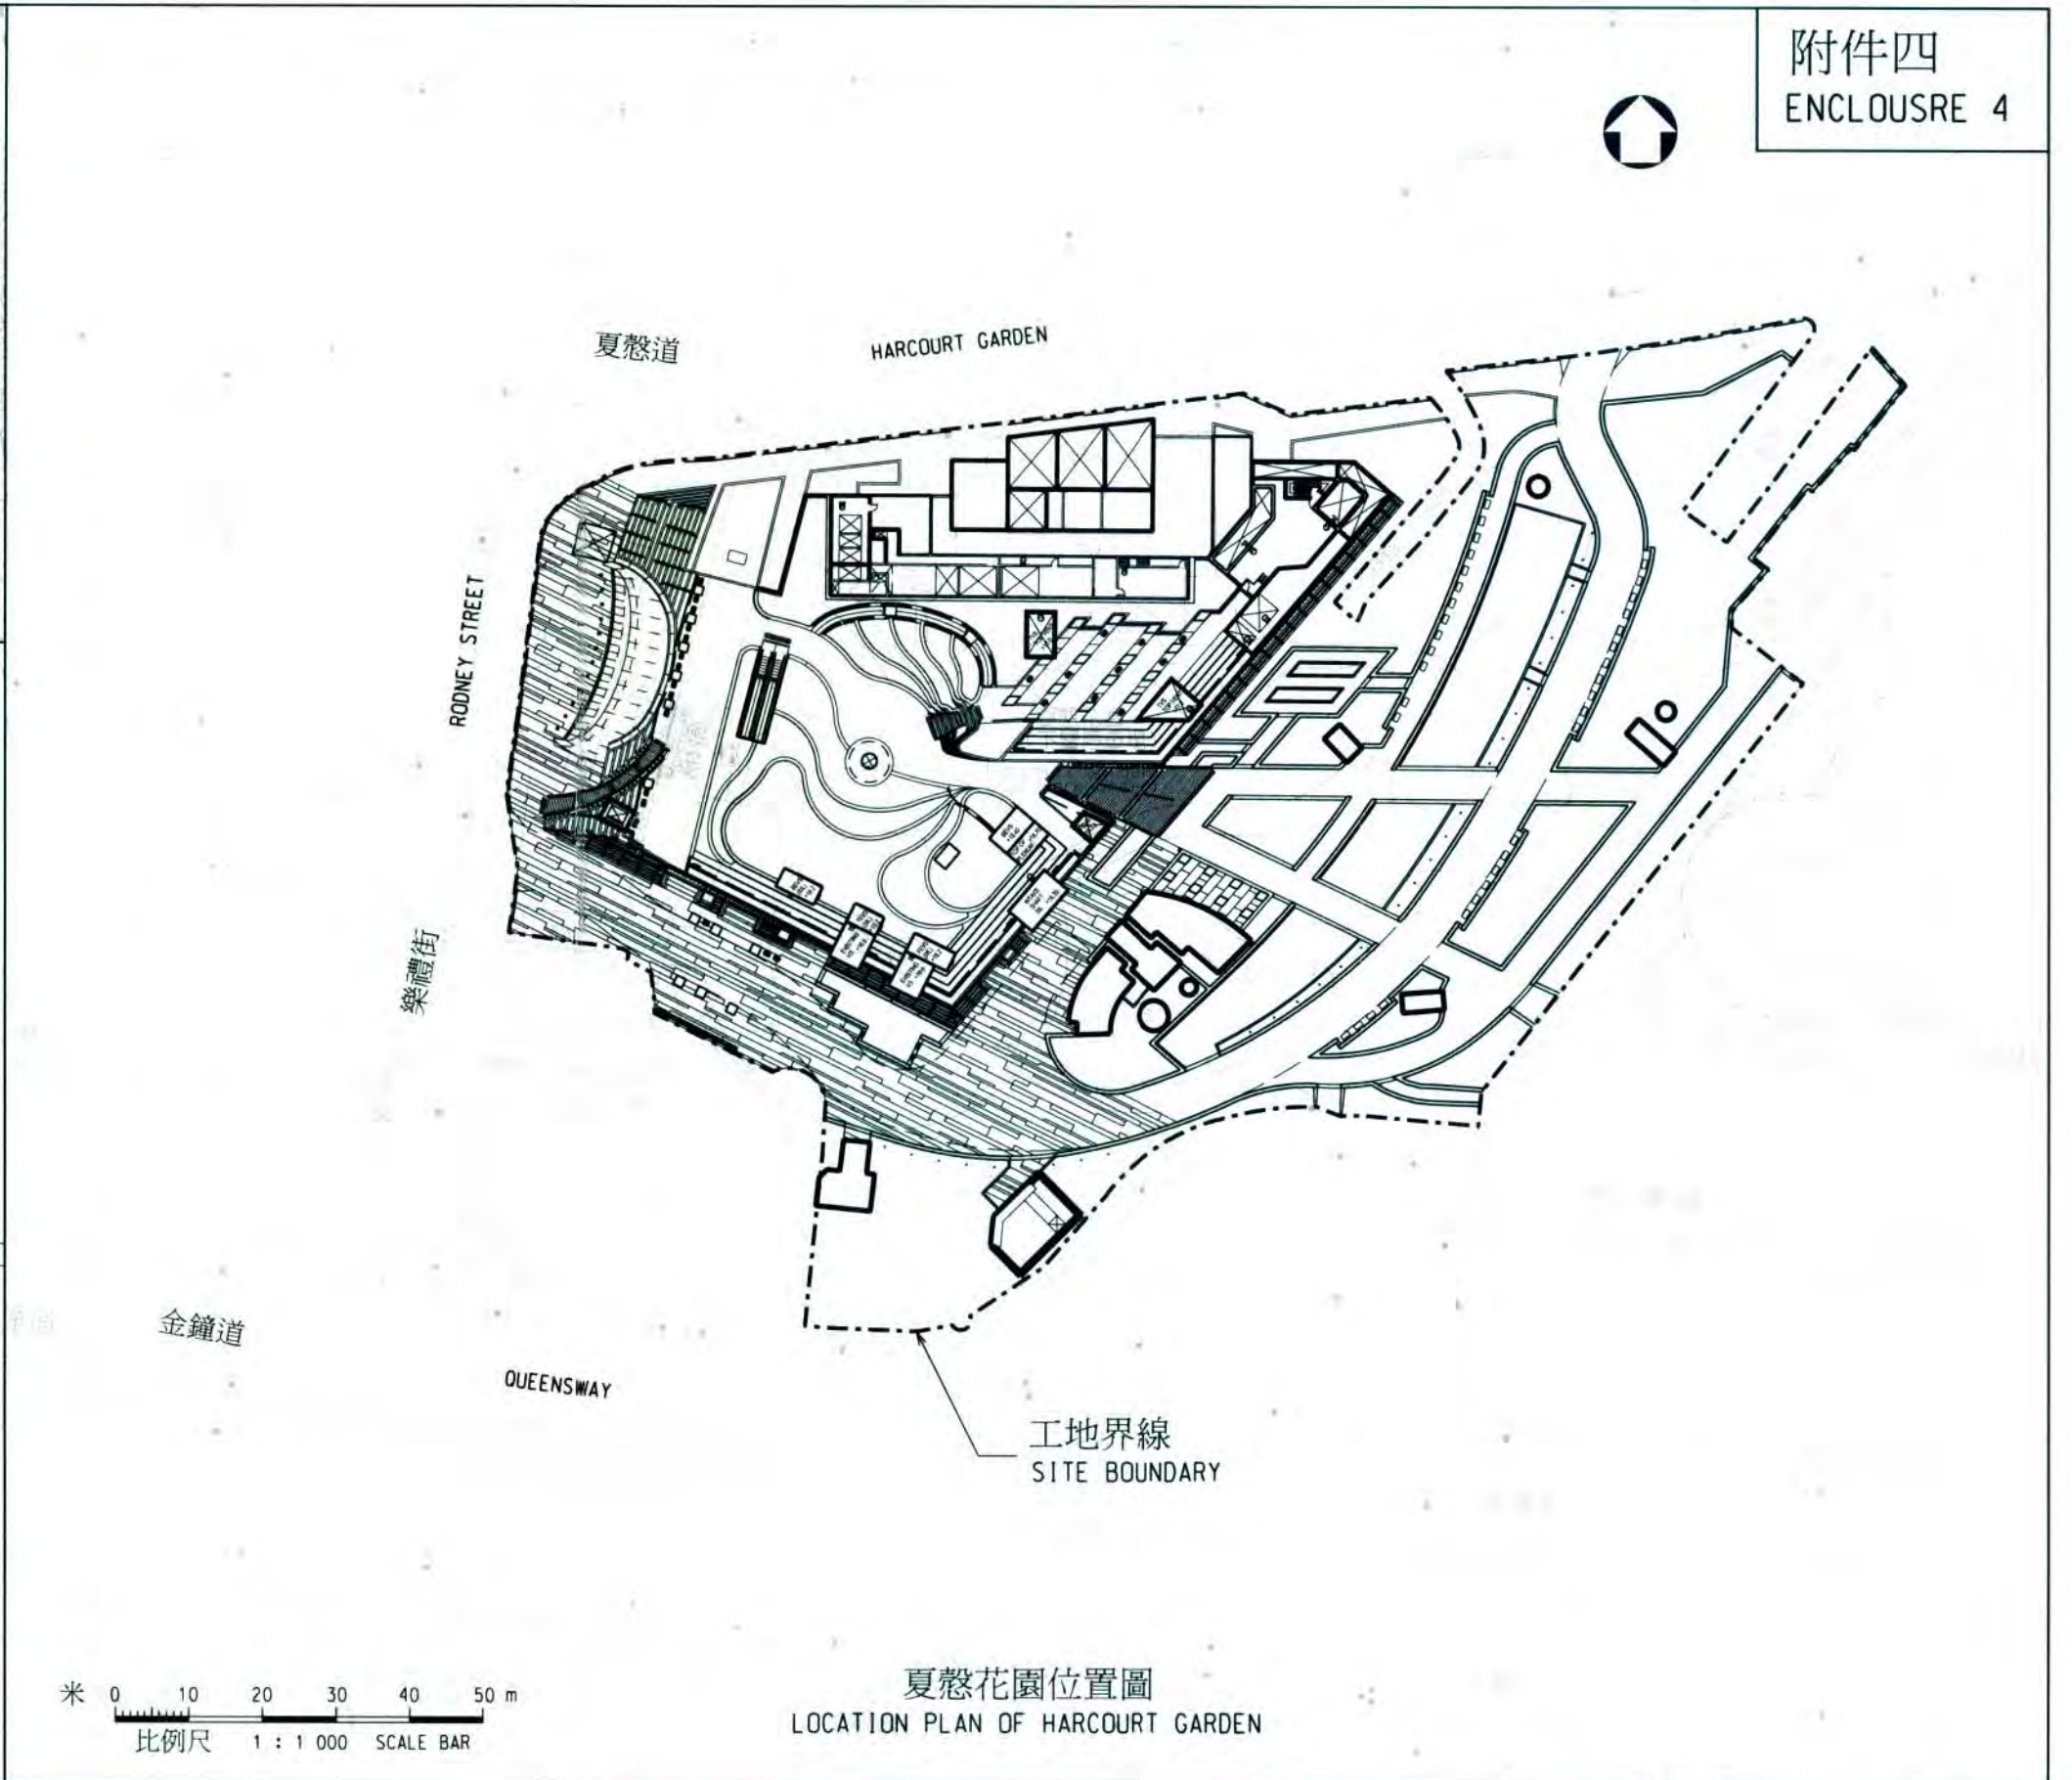 附件四
ENCLOUSRE 4
夏慤道
HARCOURT GARDEN
RODNEY STREET
樂禮街
金鐘道
QUEENSWAY
工地界線
SITE BOUNDARY
米 0 10 20 30 40 50 m
比例尺 1 : 1 000 SCALE BAR
夏慤花園位置圖
LOCATION PLAN OF HARCOURT GARDEN